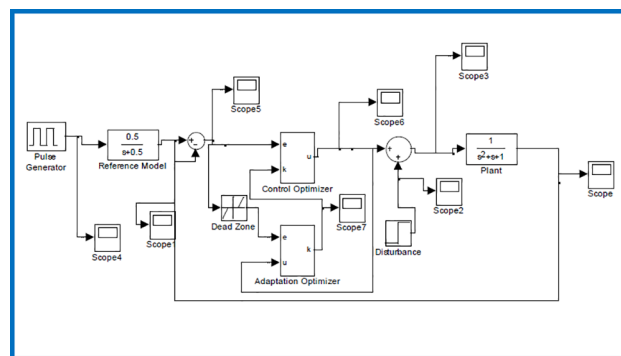 Scope3
Scope5
Scope6
Pulse
Generator
0.5
s+0.5
Reference Model
+
−
e
u
k
Control Optimizer
+
+
1
s²+s+1
Plant
Scope
Scope1
Scope4
Dead Zone
e
k
u
Adaptation Optimizer
Scope7
Scope2
Disturbance